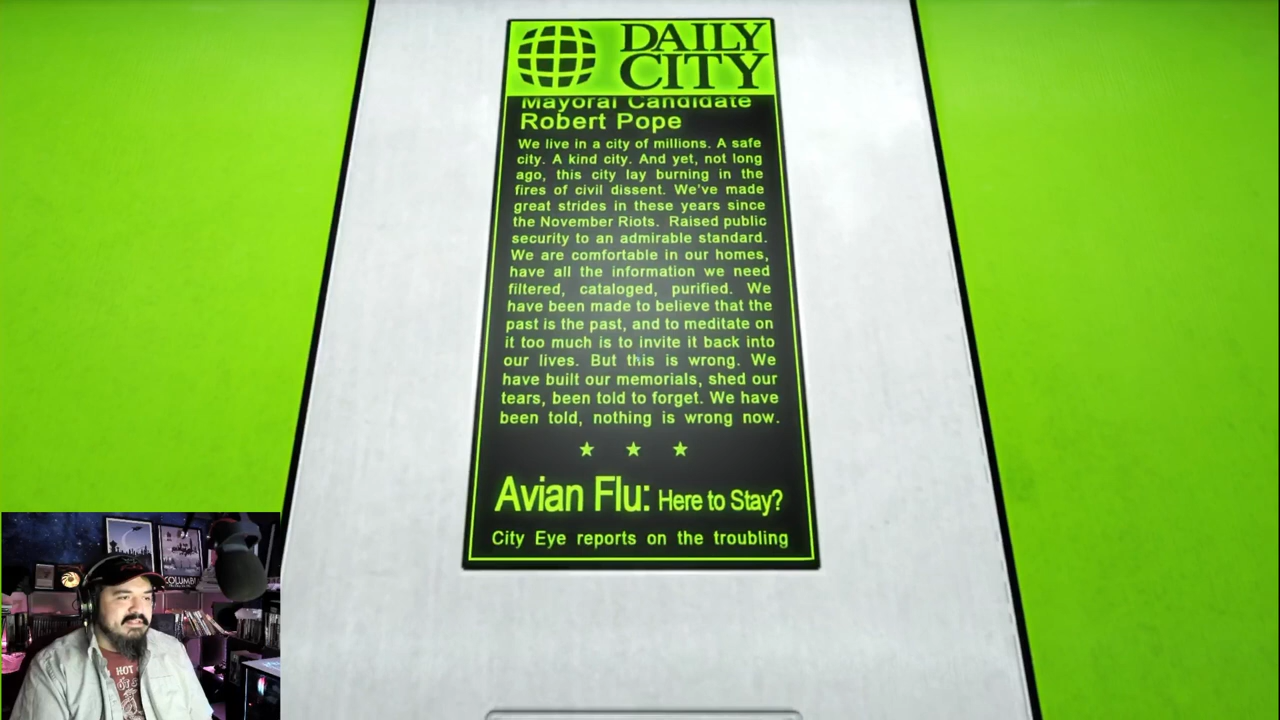 DAILY
CITY
Mayoral Candidate
Robert Pope
We live in a city of millions. A safe
city. A kind city. And yet, not long
ago, this city lay burning in the
fires of civil dissent. We've made
great strides in these years since
the November Riots. Raised public
security to an admirable standard.
We are comfortable in our homes,
have all the information we need
filtered, cataloged, purified. We
have been made to believe that the
past is the past, and to meditate on
it too much is to invite it back into
our lives. But this is wrong. We
have built our memorials, shed our
tears, been told to forget. We have
been told, nothing is wrong now.
Avian Flu: Here to Stay?
City Eye reports on the troubling
HOT